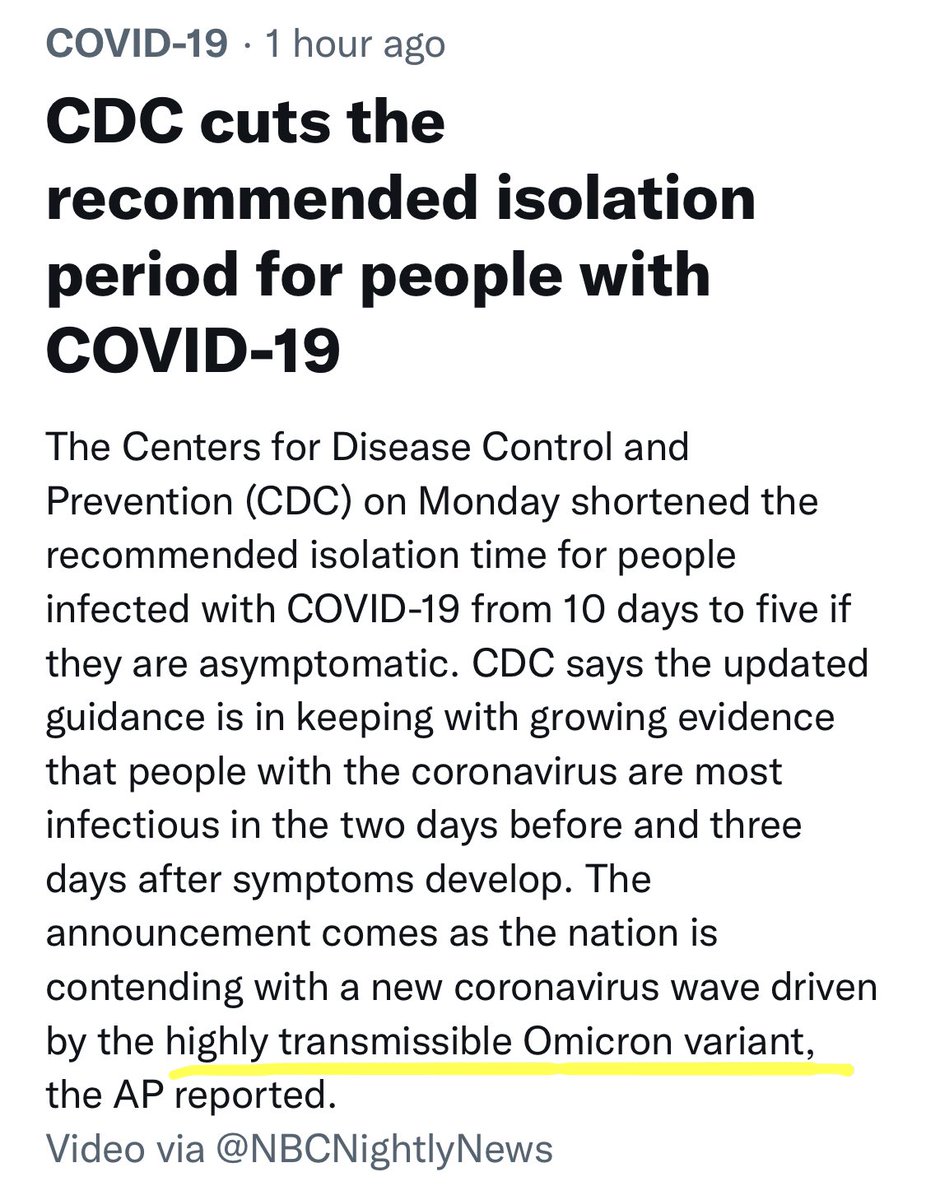 COVID-19 · 1 hour ago
CDC cuts the
recommended isolation
period for people with
COVID-19
The Centers for Disease Control and
Prevention (CDC) on Monday shortened the
recommended isolation time for people
infected with COVID-19 from 10 days to five if
they are asymptomatic. CDC says the updated
guidance is in keeping with growing evidence
that people with the coronavirus are most
infectious in the two days before and three
days after symptoms develop. The
announcement comes as the nation is
contending with a new coronavirus wave driven
by the highly transmissible Omicron variant,
the AP reported.
Video via @NBCNightlyNews